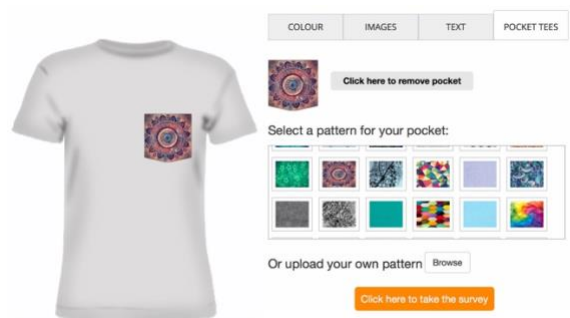 COLOUR IMAGES TEXT POCKET TEES
Click here to remove pocket
Select a pattern for your pocket:
Or upload your own pattern Browse
Click here to take the survey